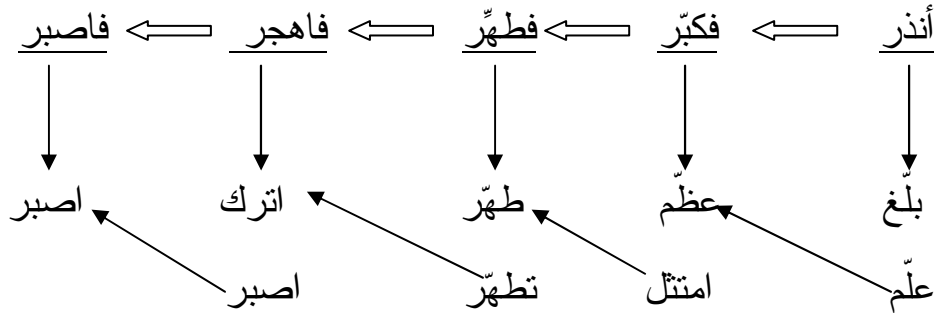 أنذر فكبّر فطهِّر فاهجر فاصبر
بلّغ عظّم طهّر اترك اصبر
علّم امتثل تطهّر اصبر